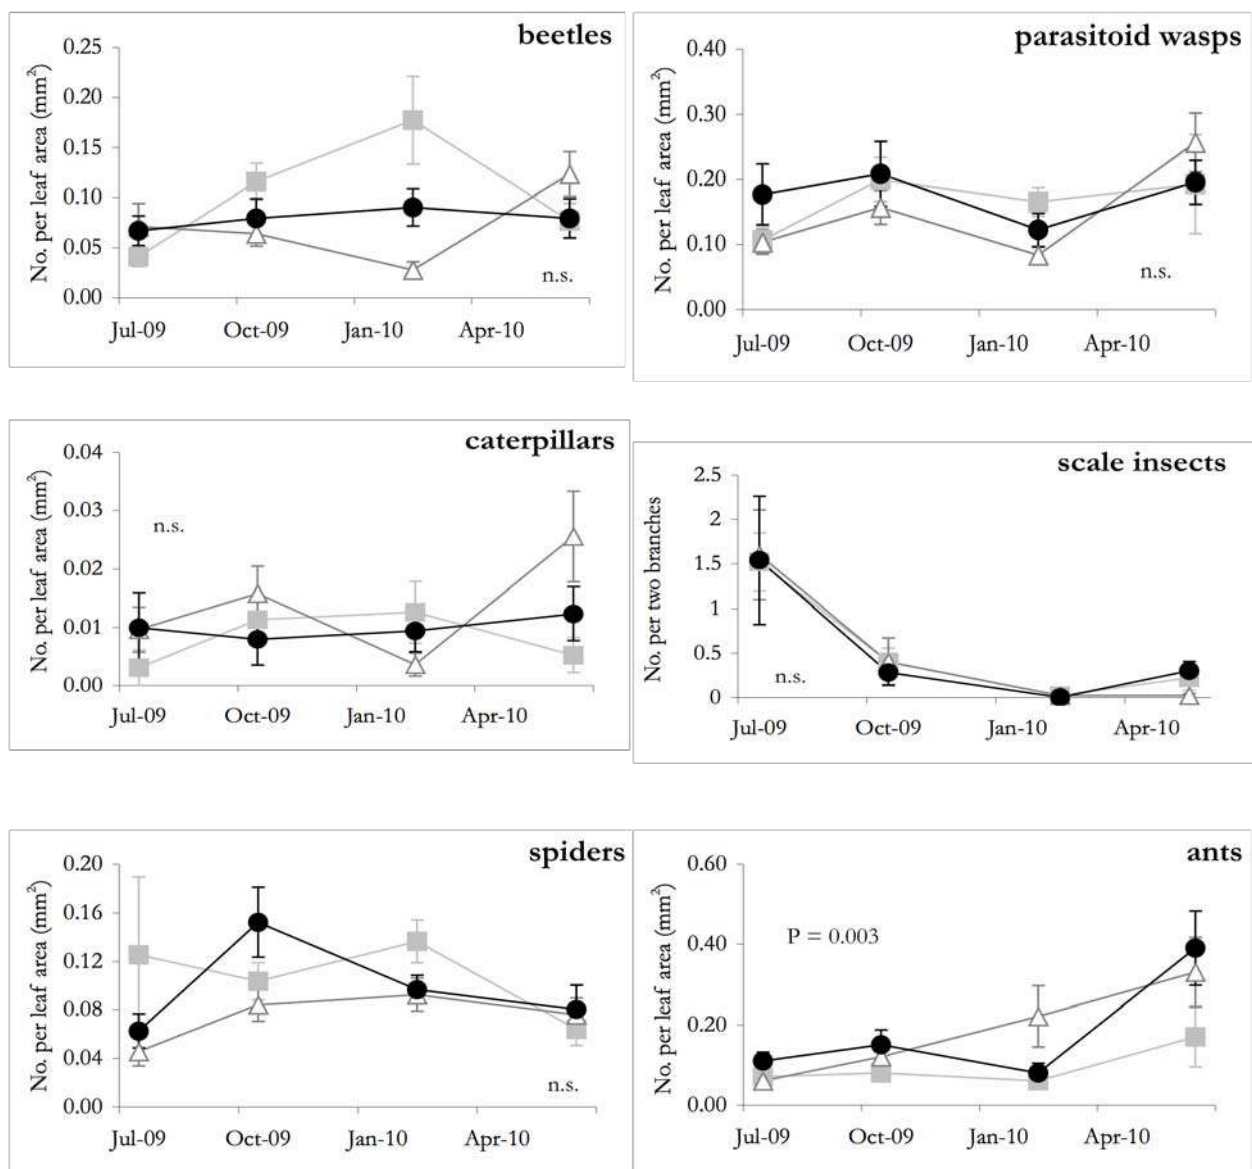 beetles
No. per leaf area (mm²)
0.25
0.20
0.15
0.10
0.05
0.00
n.s.
Jul-09 Oct-09 Jan-10 Apr-10
parasitoid wasps
No. per leaf area (mm²)
0.40
0.30
0.20
0.10
0.00
n.s.
Jul-09 Oct-09 Jan-10 Apr-10
caterpillars
No. per leaf area (mm²)
0.04
0.03
0.02
0.01
0.00
n.s.
Jul-09 Oct-09 Jan-10 Apr-10
scale insects
No. per two branches
2.5
2
1.5
1
0.5
0
n.s.
Jul-09 Oct-09 Jan-10 Apr-10
spiders
No. per leaf area (mm²)
0.20
0.16
0.12
0.08
0.04
0.00
n.s.
Jul-09 Oct-09 Jan-10 Apr-10
ants
No. per leaf area (mm²)
0.60
0.40
0.20
0.00
P = 0.003
Jul-09 Oct-09 Jan-10 Apr-10